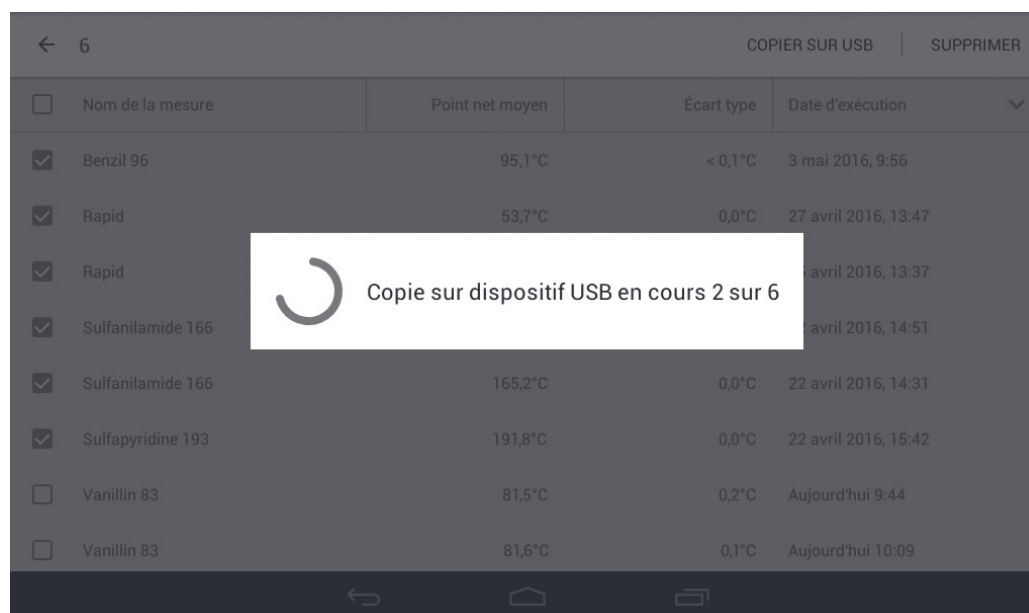 6 COPIER SUR USB SUPPRIMER
Nom de la mesure Point net moyen Écart type Date d'exécution
Benzil 96 95,1°C < 0,1°C 3 mai 2016, 9:56
Rapid 53,7°C 0,0°C 27 avril 2016, 13:47
Rapid avril 2016, 13:37
Copie sur dispositif USB en cours 2 sur 6
Sulfanilamide 166 avril 2016, 14:51
Sulfanilamide 166 165,2°C 0,0°C 22 avril 2016, 14:31
Sulfapyridine 193 191,8°C 0,0°C 22 avril 2016, 15:42
Vanillin 83 81,5°C 0,2°C Aujourd'hui 9:44
Vanillin 83 81,6°C 0,1°C Aujourd'hui 10:09